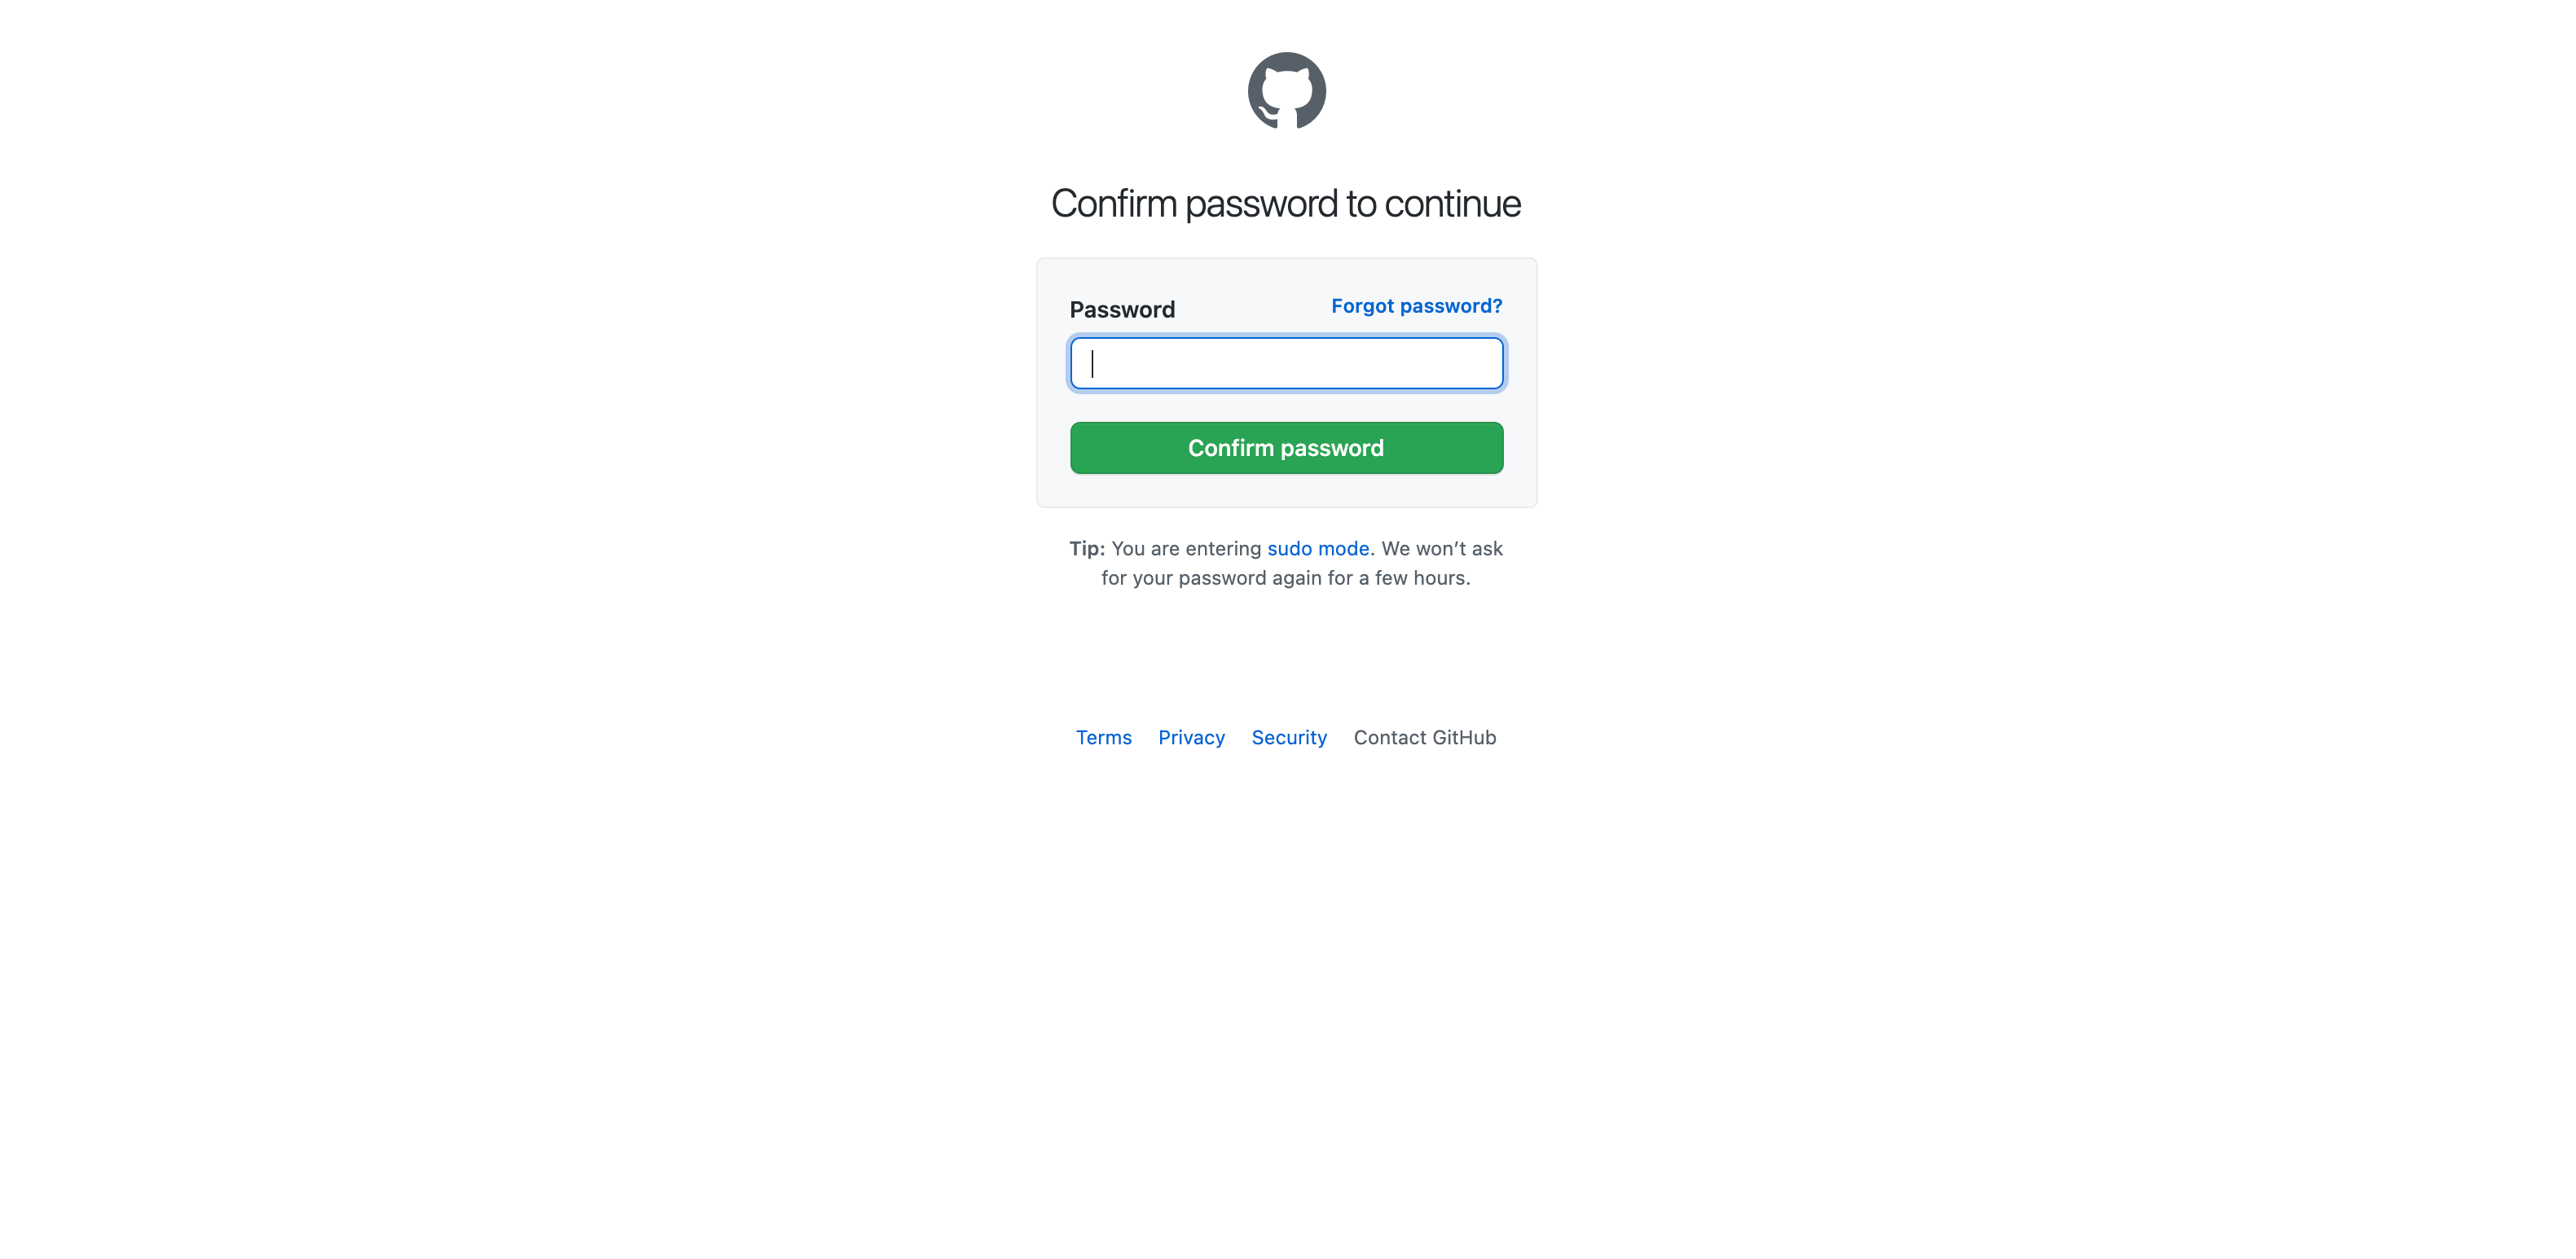 Confirm password to continue
Password
Forgot password?
Confirm password
Tip: You are entering sudo mode. We won’t ask
for your password again for a few hours.
Terms Privacy Security Contact GitHub